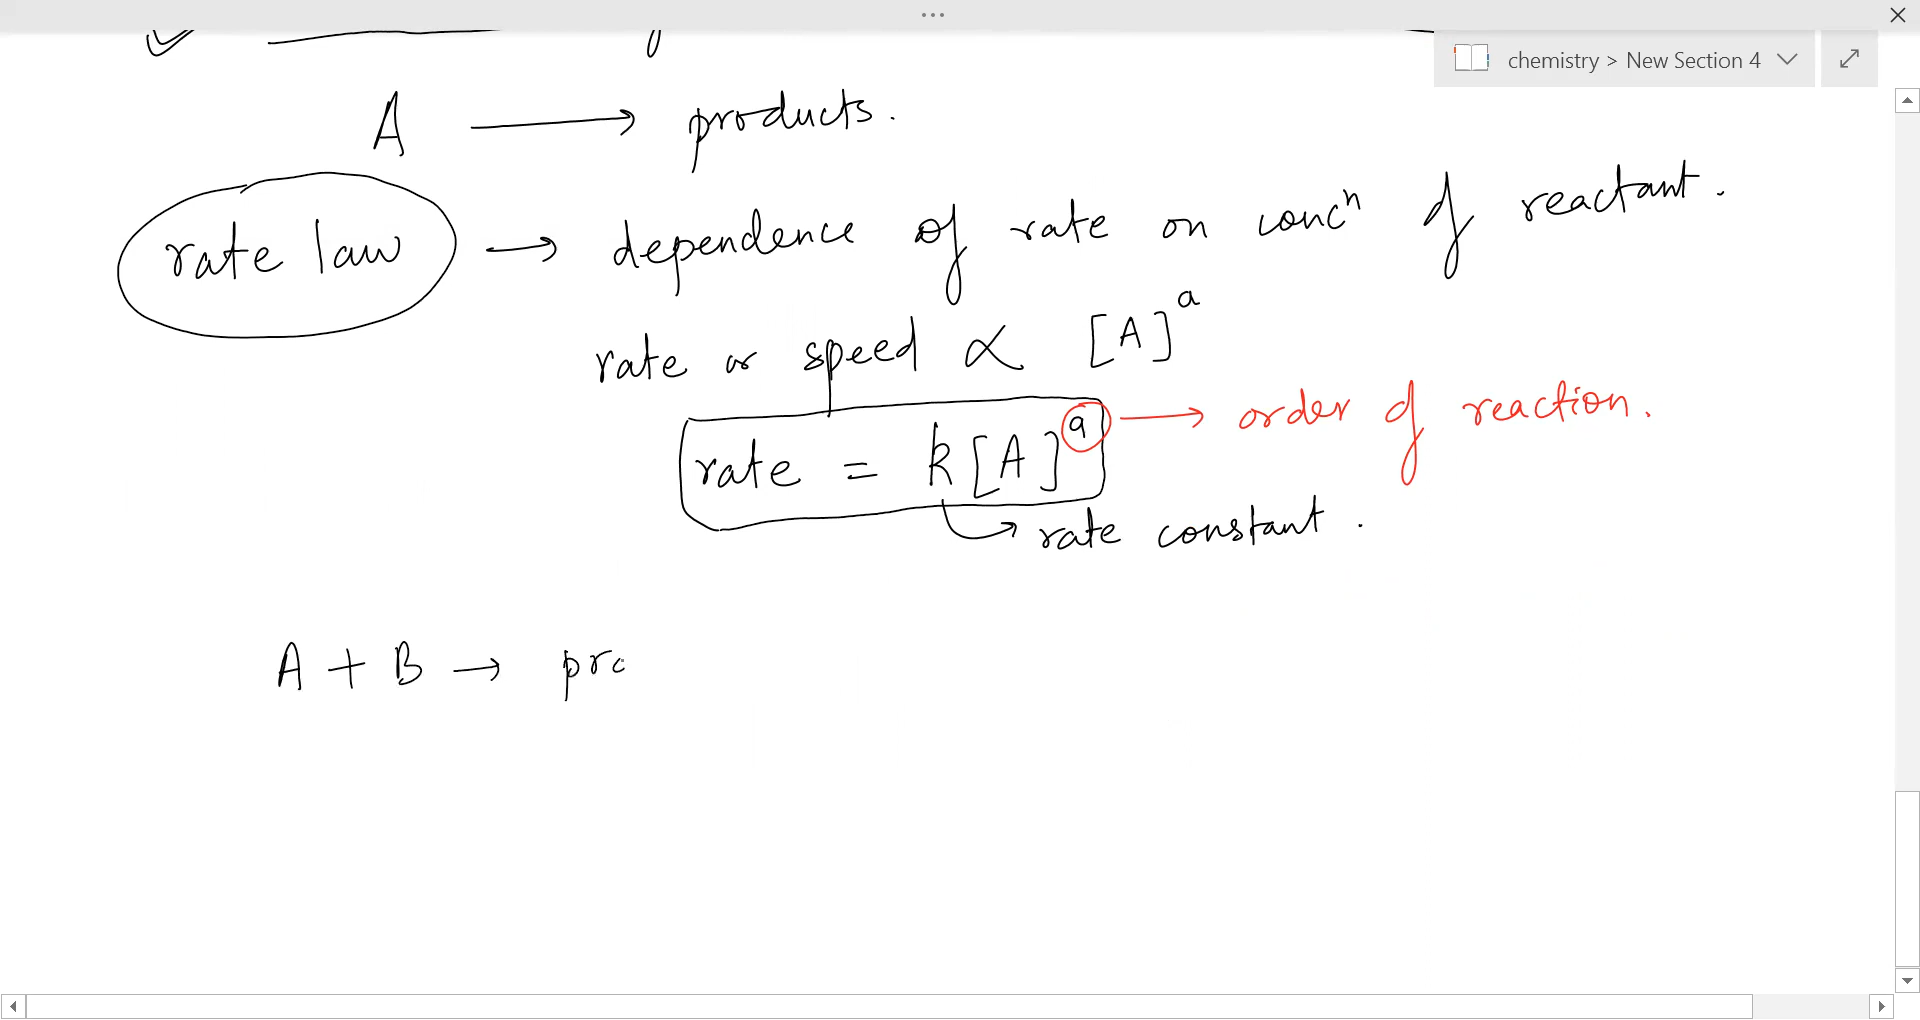 chemistry > New Section 4
A → products.
rate law → dependence of rate on concⁿ of reactant.
rate or speed ∝ [A]ᵃ
rate = k[A]ᵃ → order of reaction.
→ rate constant.
A + B → pro